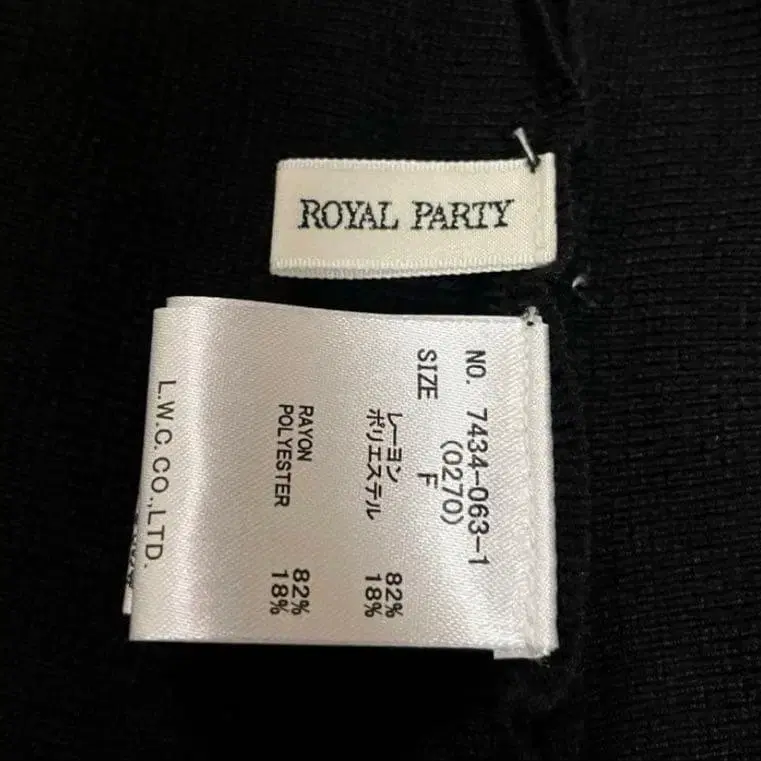 ROYAL PARTY
NO. 7434-063-1
(0270)
SIZE F
レーヨン 82%
ポリエステル 18%
RAYON 82%
POLYESTER 18%
L.W.C.CO.,LTD.